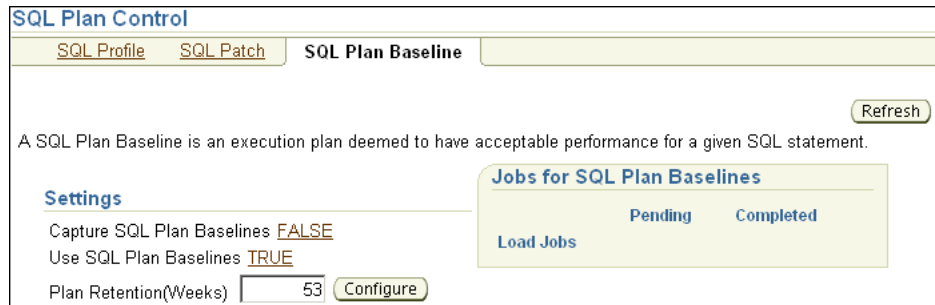 SQL Plan Control
SQL Profile SQL Patch SQL Plan Baseline
Refresh
A SQL Plan Baseline is an execution plan deemed to have acceptable performance for a given SQL statement.
Settings
Capture SQL Plan Baselines FALSE
Use SQL Plan Baselines TRUE
Plan Retention(Weeks) 53 Configure
Jobs for SQL Plan Baselines
Pending Completed
Load Jobs